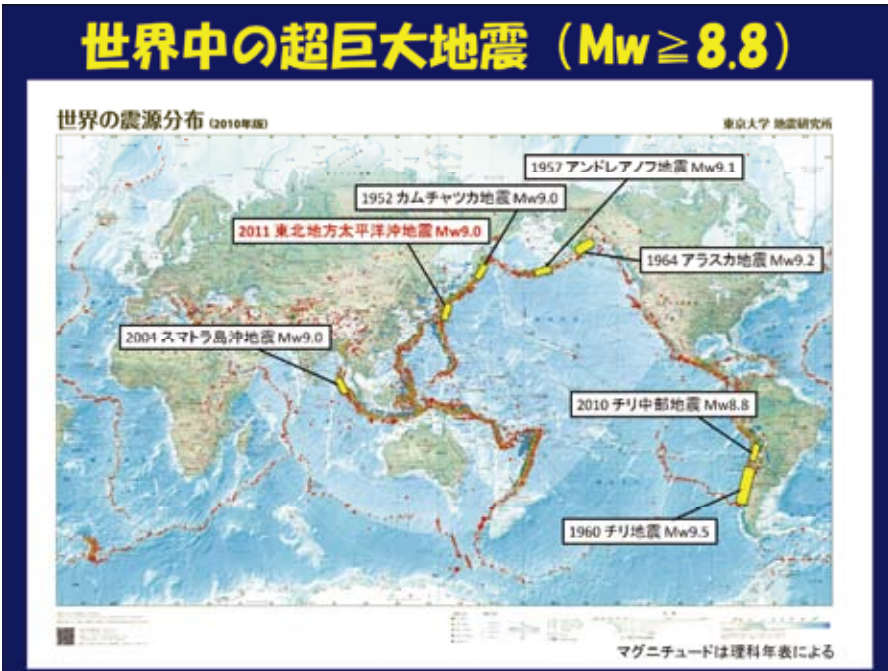 世界中の超巨大地震（Mw≧8.8）
世界の震源分布 (2010年版)
東京大学 地震研究所
1957 アンドレアノフ地震 Mw9.1
1952 カムチャツカ地震 Mw9.0
2011 東北地方太平洋沖地震 Mw9.0
1964 アラスカ地震 Mw9.2
2004 スマトラ島沖地震 Mw9.0
2010 チリ中部地震 Mw8.8
1960 チリ地震 Mw9.5
マグニチュードは理科年表による